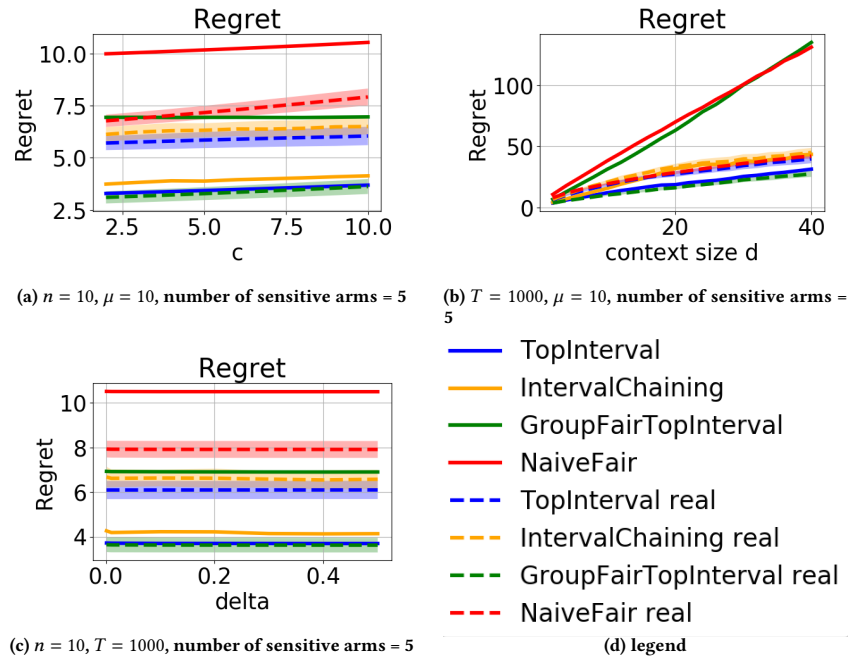 Regret
10.0
7.5
5.0
2.5
Regret
2.5
5.0
7.5
10.0
c
(a) n = 10, μ = 10, number of sensitive arms = 5
Regret
100
50
0
Regret
20
40
context size d
(b) T = 1000, μ = 10, number of sensitive arms =
5
Regret
10
8
6
4
Regret
0.0
0.2
0.4
delta
(c) n = 10, T = 1000, number of sensitive arms = 5
TopInterval
IntervalChaining
GroupFairTopInterval
NaiveFair
TopInterval real
IntervalChaining real
GroupFairTopInterval real
NaiveFair real
(d) legend